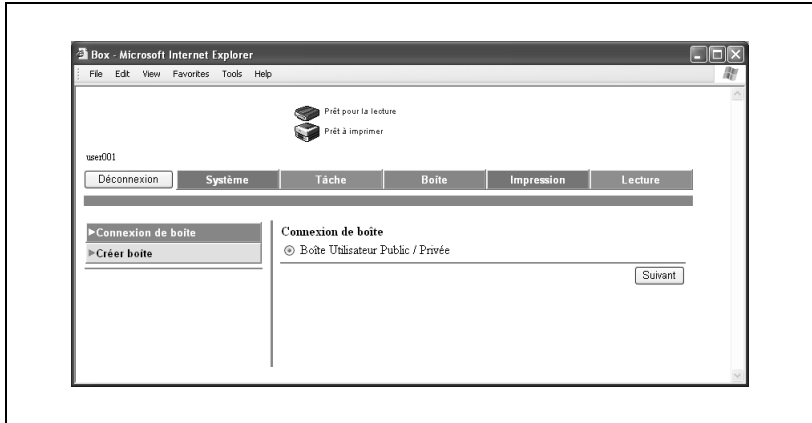 Box - Microsoft Internet Explorer
File Edit View Favorites Tools Help
Prêt pour la lecture
Prêt à imprimer
user001
Déconnexion Système Tâche Boîte Impression Lecture
Connexion de boîte
Créer boîte
Connexion de boîte
Boîte Utilisateur Public / Privée
Suivant